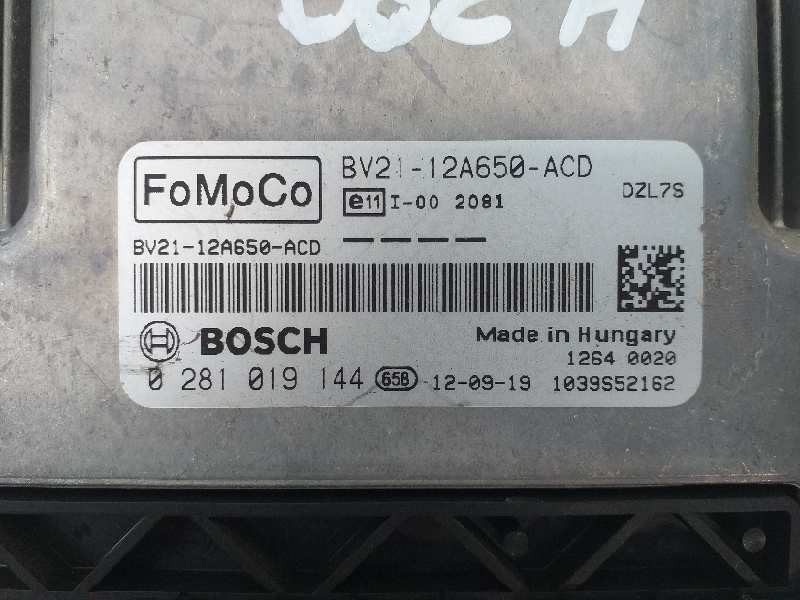 FoMoCo
BV21-12A650-ACD
DZL7S
e11 I-00 2081
BV21-12A650-ACD
BOSCH
Made in Hungary
1264 0020
0 281 019 144 65B 12-09-19 1039S52162